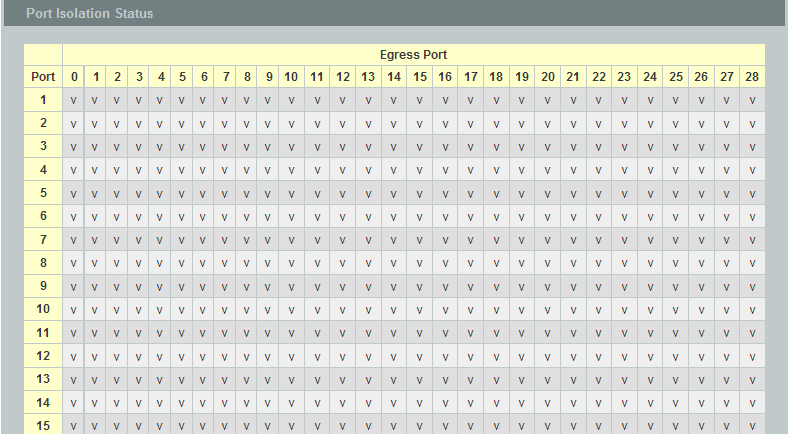 Port Isolation Status
Egress Port
Port 0 1 2 3 4 5 6 7 8 9 10 11 12 13 14 15 16 17 18 19 20 21 22 23 24 25 26 27 28
1 v v v v v v v v v v v v v v v v v v v v v v v v v v v v v
2 v v v v v v v v v v v v v v v v v v v v v v v v v v v v v
3 v v v v v v v v v v v v v v v v v v v v v v v v v v v v v
4 v v v v v v v v v v v v v v v v v v v v v v v v v v v v v
5 v v v v v v v v v v v v v v v v v v v v v v v v v v v v v
6 v v v v v v v v v v v v v v v v v v v v v v v v v v v v v
7 v v v v v v v v v v v v v v v v v v v v v v v v v v v v v
8 v v v v v v v v v v v v v v v v v v v v v v v v v v v v v
9 v v v v v v v v v v v v v v v v v v v v v v v v v v v v v
10 v v v v v v v v v v v v v v v v v v v v v v v v v v v v v
11 v v v v v v v v v v v v v v v v v v v v v v v v v v v v v
12 v v v v v v v v v v v v v v v v v v v v v v v v v v v v v
13 v v v v v v v v v v v v v v v v v v v v v v v v v v v v v
14 v v v v v v v v v v v v v v v v v v v v v v v v v v v v v
15 v v v v v v v v v v v v v v v v v v v v v v v v v v v v v